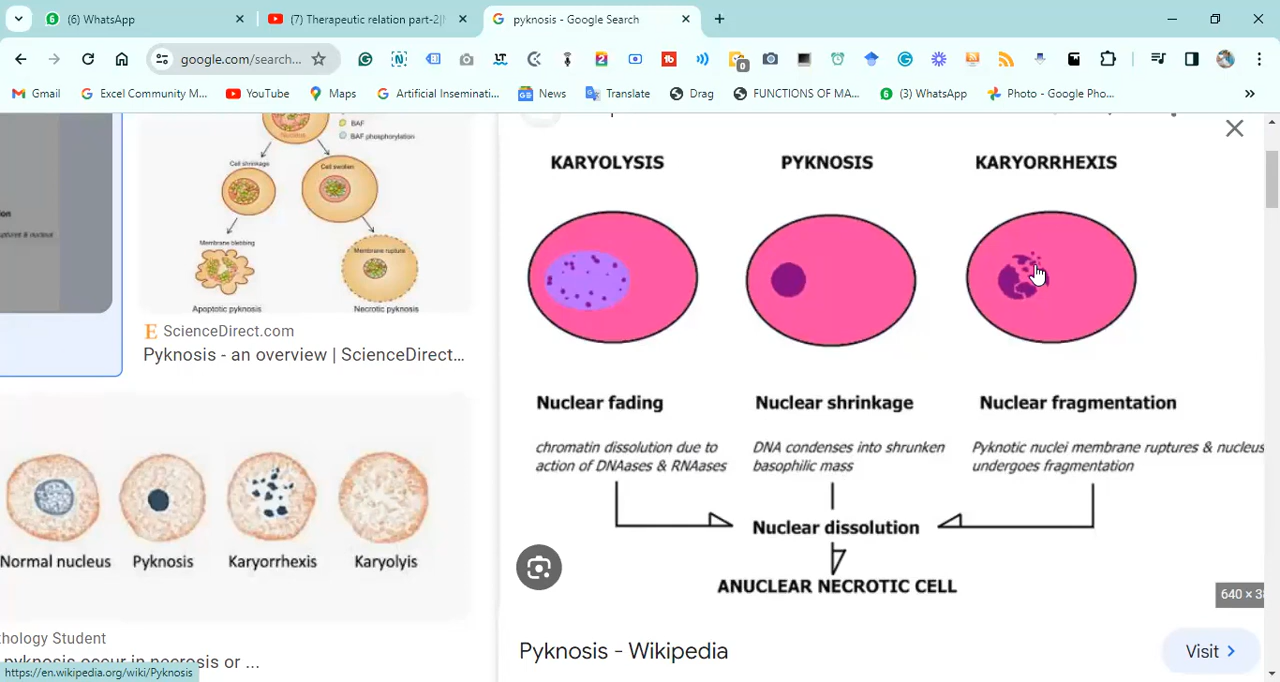 (6) WhatsApp
(7) Therapeutic relation part-2|
pyknosis - Google Search
google.com/search...
Gmail
Excel Community M...
YouTube
Maps
Artificial Inseminati...
News
Translate
Drag
FUNCTIONS OF MA...
(3) WhatsApp
Photo - Google Pho...
BAF
BAF phosphorylation
Nucleus
Cell shrinkage
Cell swollen
Membrane blebbing
Membrane rupture
Apoptotic pyknosis
Necrotic pyknosis
ScienceDirect.com
Pyknosis - an overview | ScienceDirect...
Normal nucleus
Pyknosis
Karyorrhexis
Karyolyis
thology Student
pyknosis occur in necrosis or ...
https://en.wikipedia.org/wiki/Pyknosis
KARYOLYSIS
PYKNOSIS
KARYORRHEXIS
Nuclear fading
Nuclear shrinkage
Nuclear fragmentation
chromatin dissolution due to
action of DNAases & RNAases
DNA condenses into shrunken
basophilic mass
Pyknotic nuclei membrane ruptures & nucleus
undergoes fragmentation
Nuclear dissolution
ANUCLEAR NECROTIC CELL
640 × 3
Pyknosis - Wikipedia
Visit